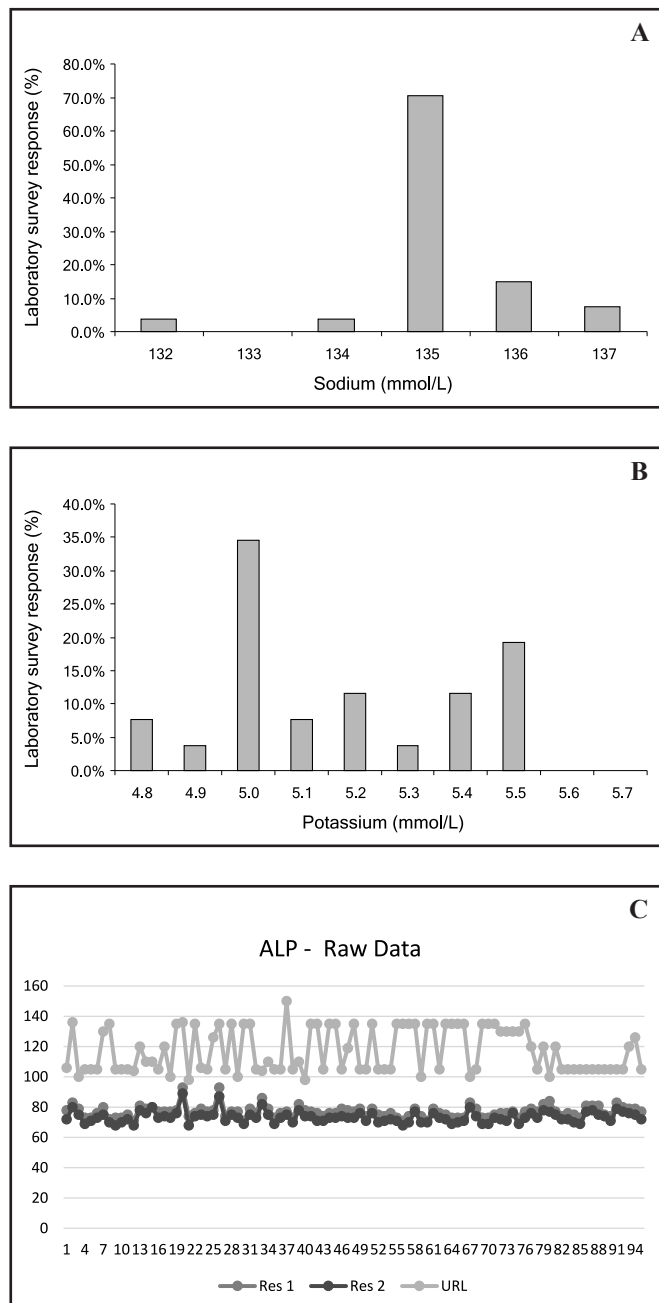 A
Laboratory survey response (%)
80.0%
70.0%
60.0%
50.0%
40.0%
30.0%
20.0%
10.0%
0.0%
132 133 134 135 136 137
Sodium (mmol/L)
B
Laboratory survey response (%)
40.0%
35.0%
30.0%
25.0%
20.0%
15.0%
10.0%
5.0%
0.0%
4.8 4.9 5.0 5.1 5.2 5.3 5.4 5.5 5.6 5.7
Potassium (mmol/L)
C
ALP - Raw Data
160
140
120
100
80
60
40
20
0
1 4 7 10 13 16 19 22 25 28 31 34 37 40 43 46 49 52 55 58 61 64 67 70 73 76 79 82 85 88 91 94
Res 1 Res 2 URL